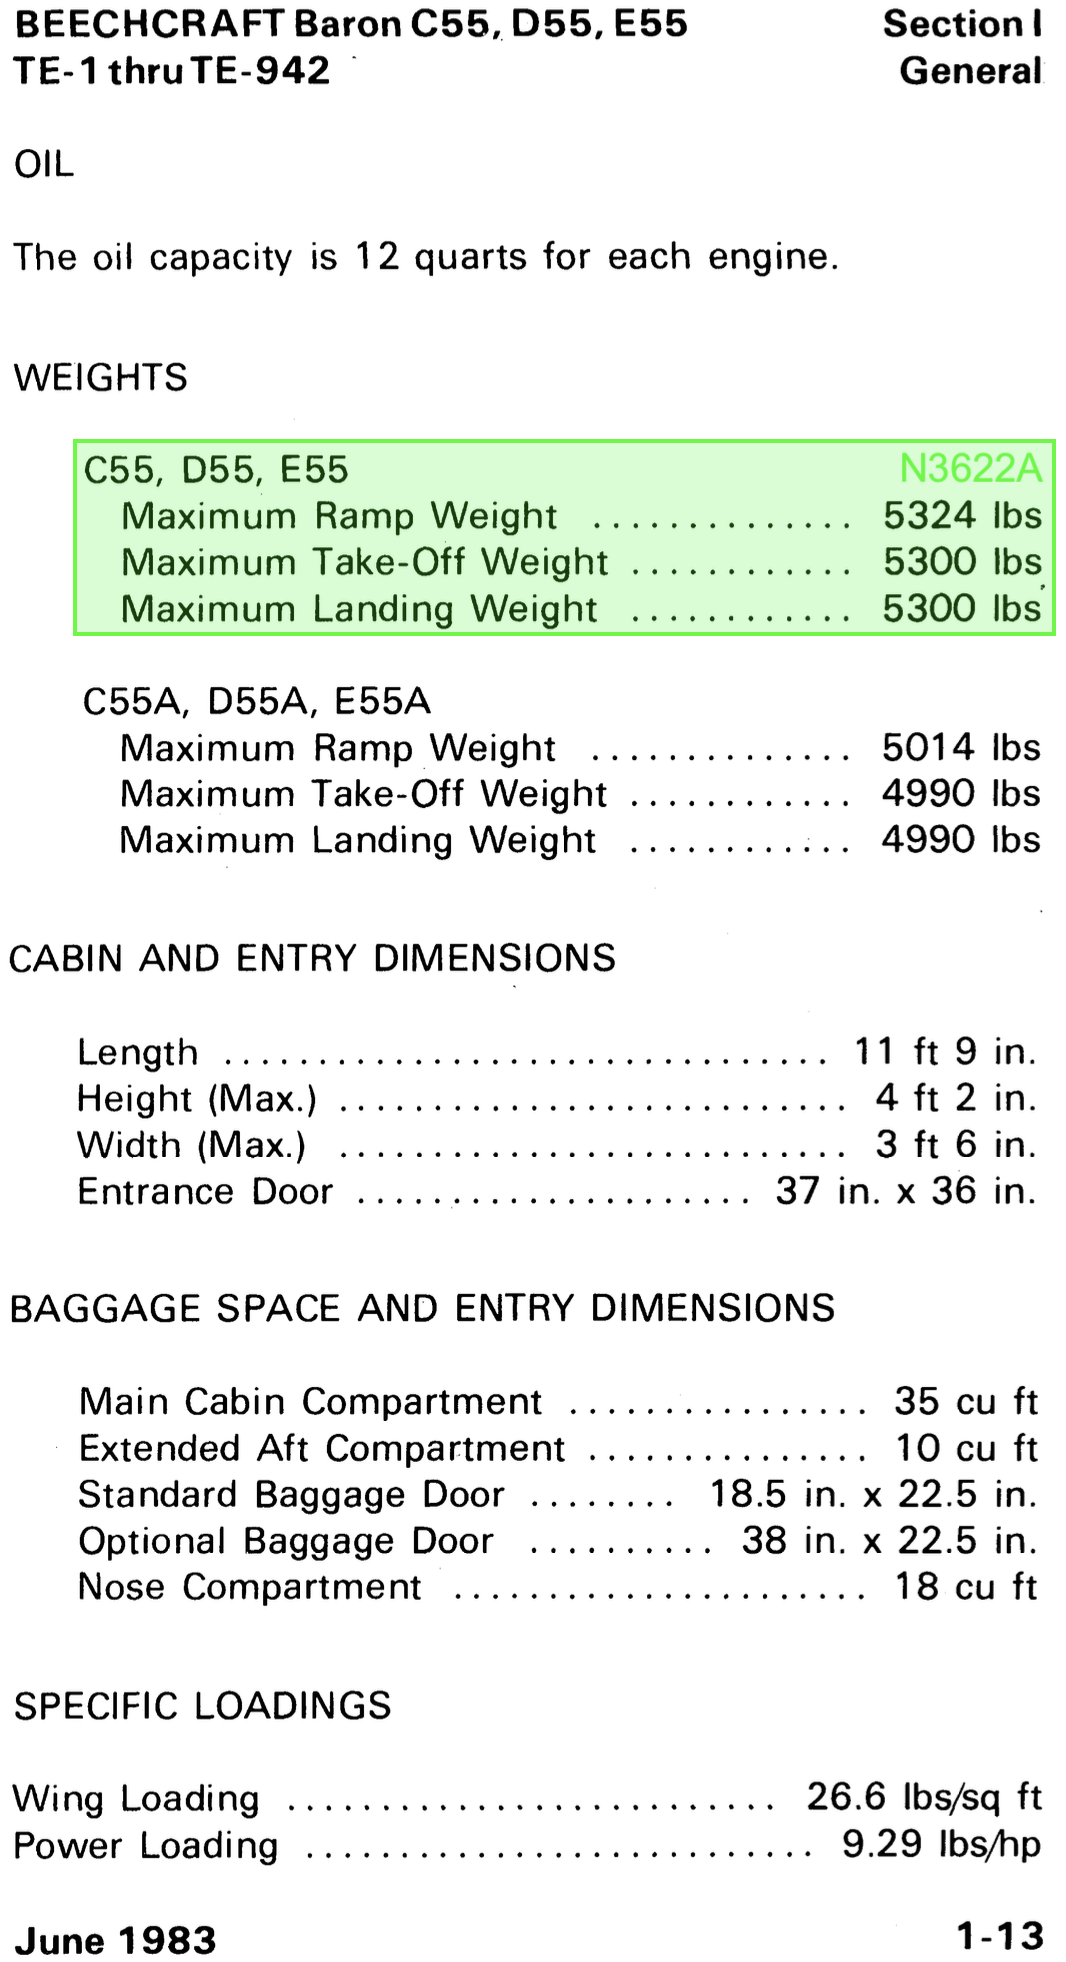 BEECHCRAFT Baron C55, D55, E55 Section I
TE-1 thru TE-942 General
OIL
The oil capacity is 12 quarts for each engine.
WEIGHTS
C55, D55, E55 N3622A
Maximum Ramp Weight .............. 5324 lbs
Maximum Take-Off Weight ............ 5300 lbs
Maximum Landing Weight ............ 5300 lbs
C55A, D55A, E55A
Maximum Ramp Weight .............. 5014 lbs
Maximum Take-Off Weight ............ 4990 lbs
Maximum Landing Weight ............ 4990 lbs
CABIN AND ENTRY DIMENSIONS
Length ................................. 11 ft 9 in.
Height (Max.) ............................ 4 ft 2 in.
Width (Max.) ............................ 3 ft 6 in.
Entrance Door ...................... 37 in. x 36 in.
BAGGAGE SPACE AND ENTRY DIMENSIONS
Main Cabin Compartment ................ 35 cu ft
Extended Aft Compartment ............... 10 cu ft
Standard Baggage Door ........ 18.5 in. x 22.5 in.
Optional Baggage Door .......... 38 in. x 22.5 in.
Nose Compartment ....................... 18 cu ft
SPECIFIC LOADINGS
Wing Loading ........................... 26.6 lbs/sq ft
Power Loading ............................ 9.29 lbs/hp
June 1983 1-13